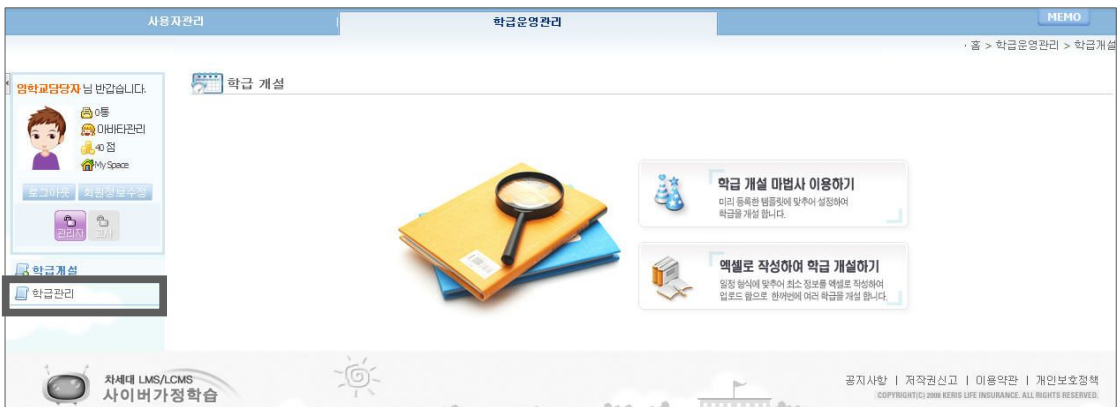 사용자관리
학급운영관리
MEMO
· 홈 > 학급운영관리 > 학급개설
임학교담당자 님 반갑습니다.
0통
아바타관리
40 점
My Space
로그아웃 회원정보수정
관리자 교사
학급개설
학급관리
학급 개설
학급 개설 마법사 이용하기
미리 등록한 템플릿에 맞추어 설정하여
학급을 개설 합니다.
엑셀로 작성하여 학급 개설하기
일정 형식에 맞추어 최소 정보를 엑셀로 작성하여
업로드 함으로 한꺼번에 여러 학급을 개설 합니다.
차세대 LMS/LCMS
사이버가정학습
공지사항 | 저작권신고 | 이용약관 | 개인보호정책
COPYRIGHT(C) 2008 KERIS LIFE INSURANCE. ALL RIGHTS RESERVED.